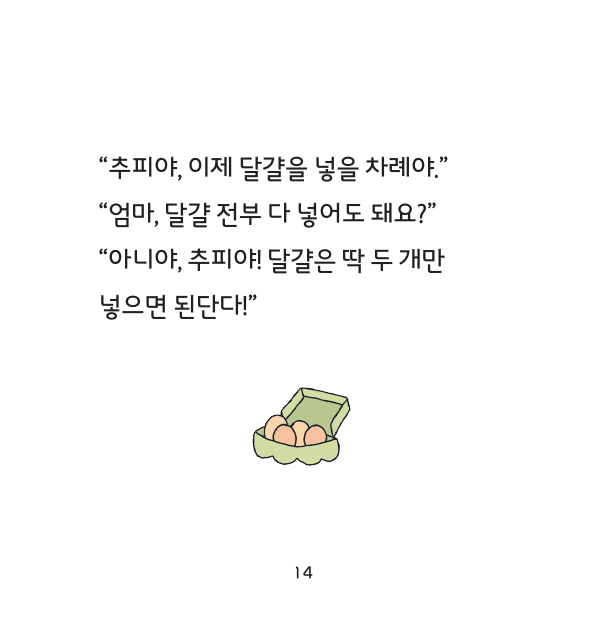 “추피야, 이제 달걀을 넣을 차례야.”
“엄마, 달걀 전부 다 넣어도 돼요?”
“아니야, 추피야! 달걀은 딱 두 개만
넣으면 된단다!”
14